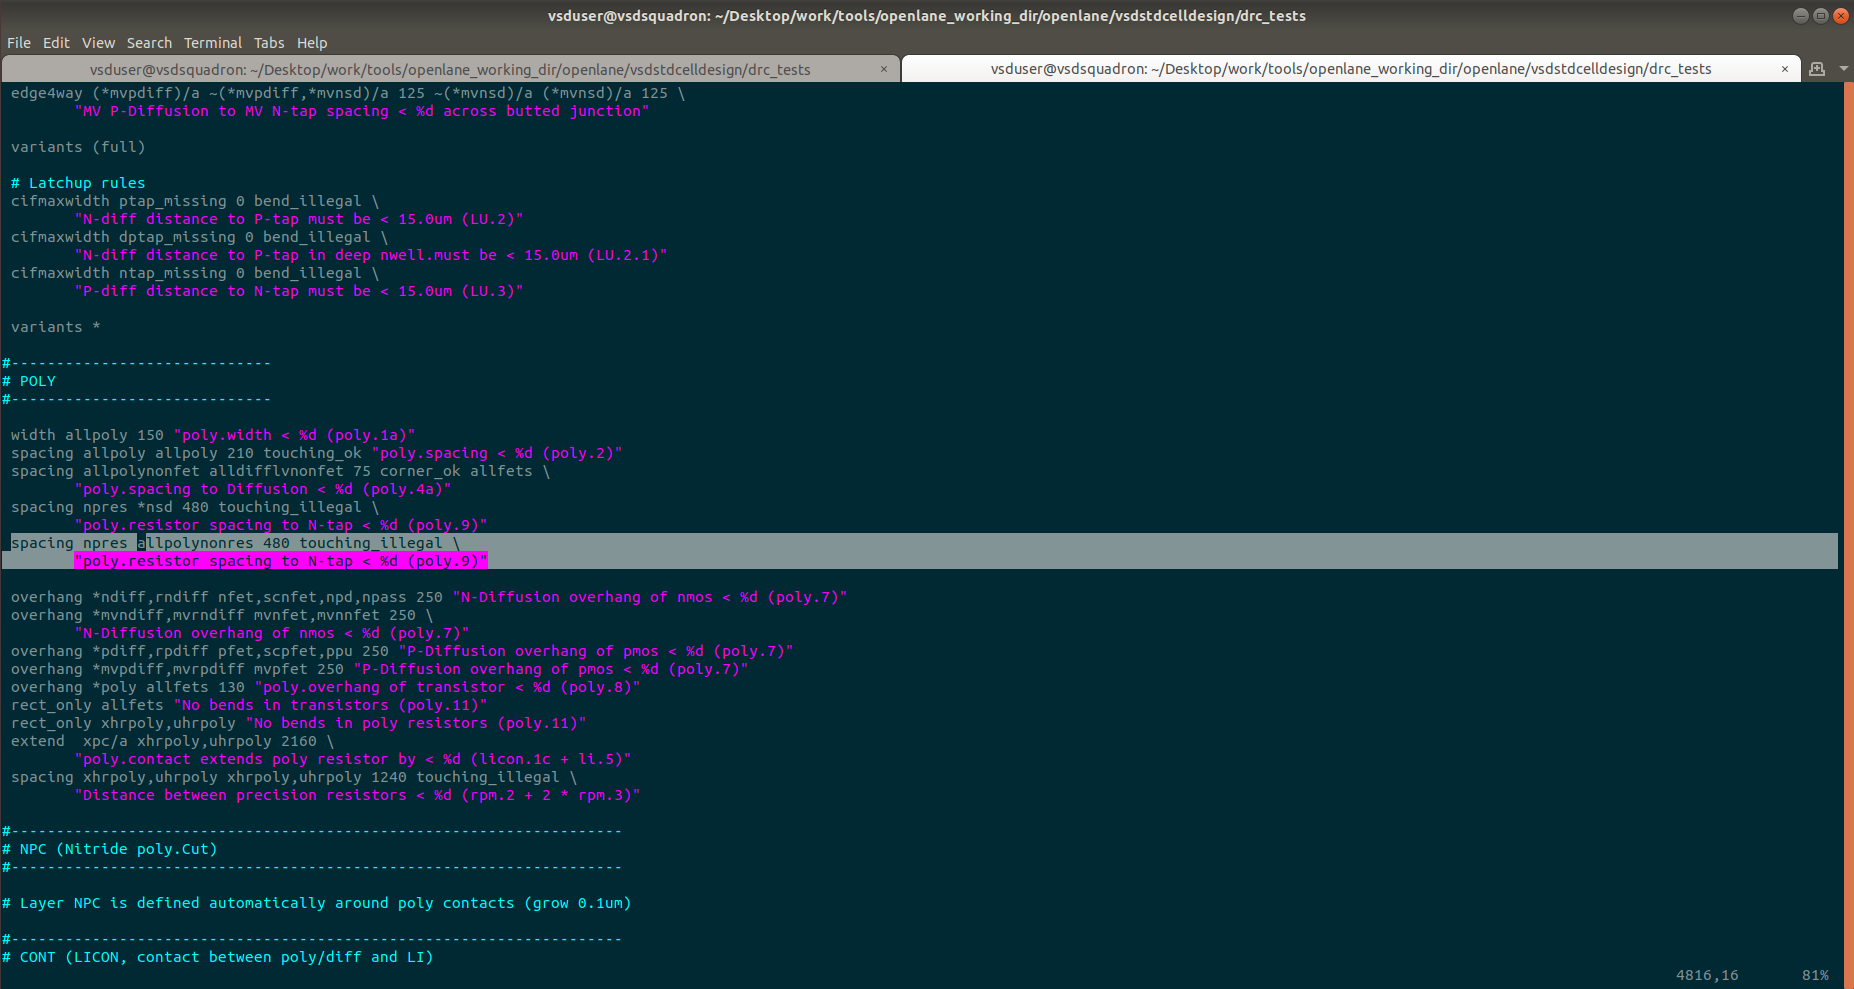 vsduser@vsdsquadron: ~/Desktop/work/tools/openlane_working_dir/openlane/vsdstdcelldesign/drc_tests
File Edit View Search Terminal Tabs Help
vsduser@vsdsquadron: ~/Desktop/work/tools/openlane_working_dir/openlane/vsdstdcelldesign/drc_tests × vsduser@vsdsquadron: ~/Desktop/work/tools/openlane_working_dir/openlane/vsdstdcelldesign/drc_tests ×
edge4way (*mvpdiff)/a ~(*mvpdiff,*mvnsd)/a 125 ~(*mvnsd)/a (*mvnsd)/a 125 \
"MV P-Diffusion to MV N-tap spacing < %d across butted junction"
variants (full)
# Latchup rules
cifmaxwidth ptap_missing 0 bend_illegal \
"N-diff distance to P-tap must be < 15.0um (LU.2)"
cifmaxwidth dptap_missing 0 bend_illegal \
"N-diff distance to P-tap in deep nwell.must be < 15.0um (LU.2.1)"
cifmaxwidth ntap_missing 0 bend_illegal \
"P-diff distance to N-tap must be < 15.0um (LU.3)"
variants *
#-----------------------------
# POLY
#-----------------------------
width allpoly 150 "poly.width < %d (poly.1a)"
spacing allpoly allpoly 210 touching_ok "poly.spacing < %d (poly.2)"
spacing allpolynonfet alldifflvnonfet 75 corner_ok allfets \
"poly.spacing to Diffusion < %d (poly.4a)"
spacing npres *nsd 480 touching_illegal \
"poly.resistor spacing to N-tap < %d (poly.9)"
spacing npres allpolynonres 480 touching_illegal \
"poly.resistor spacing to N-tap < %d (poly.9)"
overhang *ndiff,rndiff nfet,scnfet,npd,npass 250 "N-Diffusion overhang of nmos < %d (poly.7)"
overhang *mvndiff,mvrndiff mvnfet,mvnnfet 250 \
"N-Diffusion overhang of nmos < %d (poly.7)"
overhang *pdiff,rpdiff pfet,scpfet,ppu 250 "P-Diffusion overhang of pmos < %d (poly.7)"
overhang *mvpdiff,mvrpdiff mvpfet 250 "P-Diffusion overhang of pmos < %d (poly.7)"
overhang *poly allfets 130 "poly.overhang of transistor < %d (poly.8)"
rect_only allfets "No bends in transistors (poly.11)"
rect_only xhrpoly,uhrpoly "No bends in poly resistors (poly.11)"
extend  xpc/a xhrpoly,uhrpoly 2160 \
"poly.contact extends poly resistor by < %d (licon.1c + li.5)"
spacing xhrpoly,uhrpoly xhrpoly,uhrpoly 1240 touching_illegal \
"Distance between precision resistors < %d (rpm.2 + 2 * rpm.3)"
#--------------------------------------------------------------------
# NPC (Nitride poly.Cut)
#--------------------------------------------------------------------
# Layer NPC is defined automatically around poly contacts (grow 0.1um)
#--------------------------------------------------------------------
# CONT (LICON, contact between poly/diff and LI)
4816,16 81%